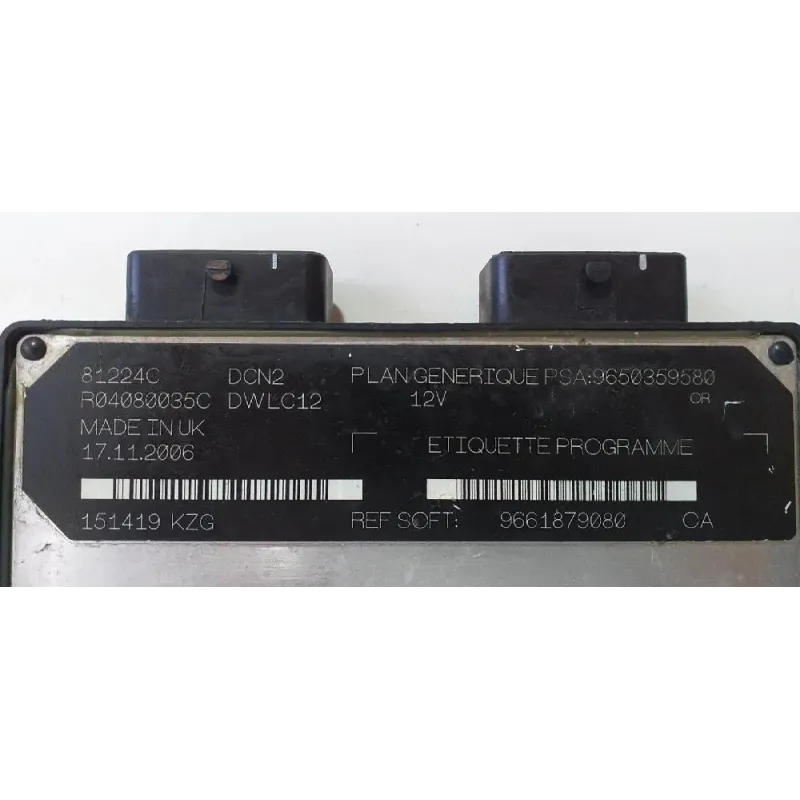 81224C DCN2 PLAN GENERIQUE PSA:9650359580
R04080035C DWLC12 12V OR
MADE IN UK
17.11.2006 ETIQUETTE PROGRAMME
151419 KZG REF SOFT: 9661879080 CA